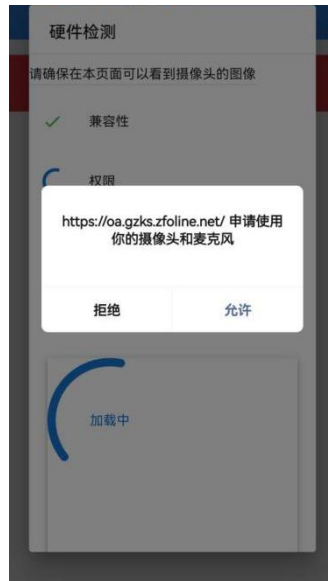 硬件检测
请确保在本页面可以看到摄像头的图像
兼容性
权限
https://oa.gzks.zfoline.net/ 申请使用
你的摄像头和麦克风
拒绝
允许
加载中